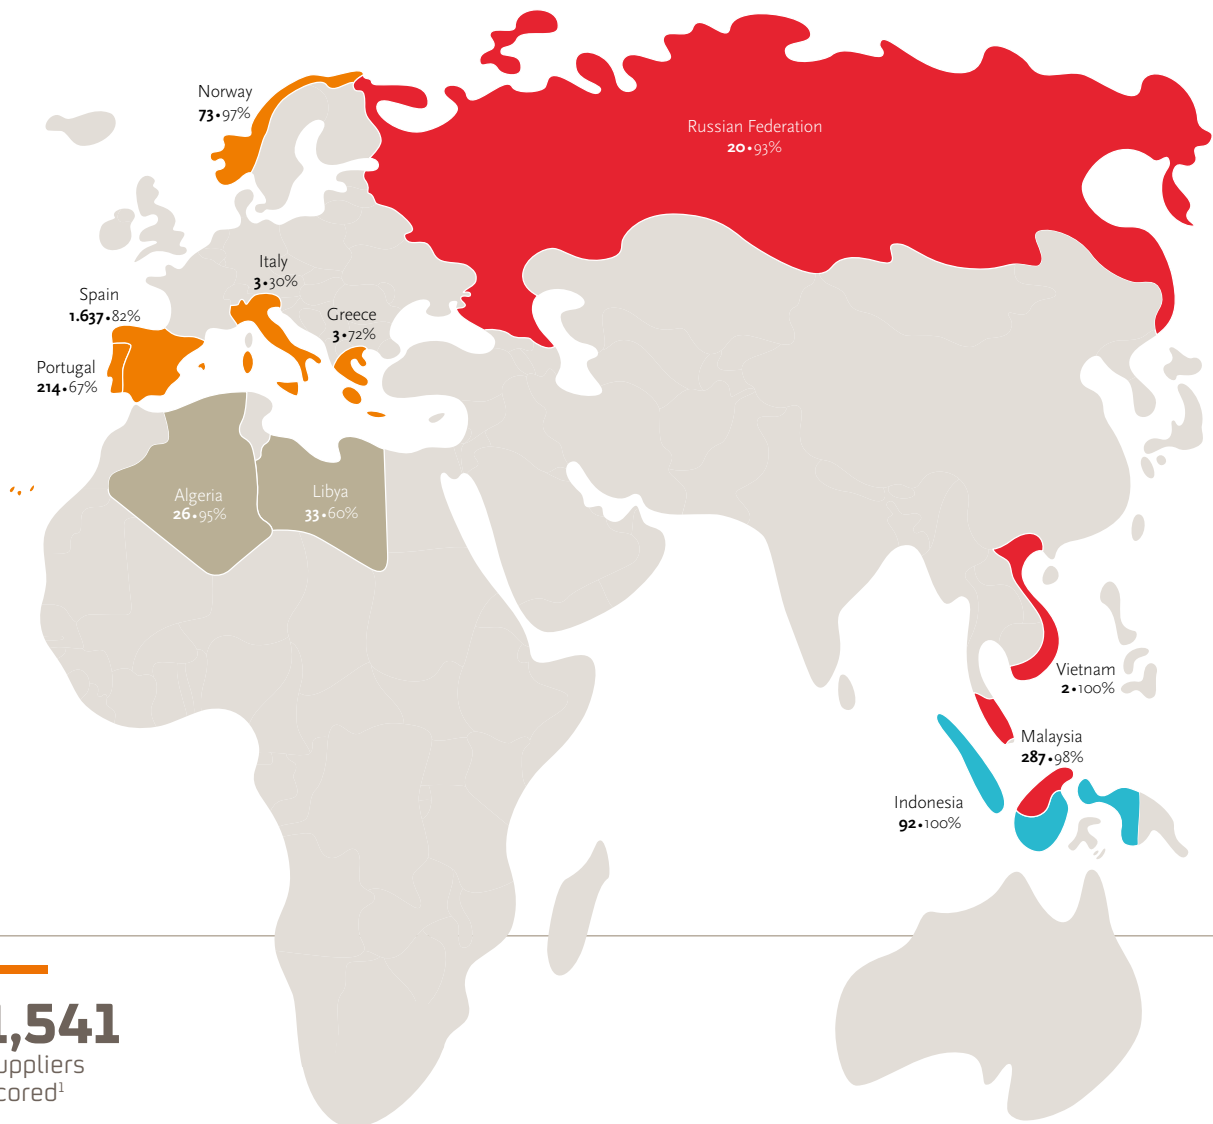 Norway
73•97%
Russian Federation
20•93%
Italy
3•30%
Spain
1.637•82%
Greece
3•72%
Portugal
214•67%
Algeria
26•95%
Libya
33•60%
Vietnam
2•100%
Malaysia
287•98%
Indonesia
92•100%
1,541
uppliers
cored¹